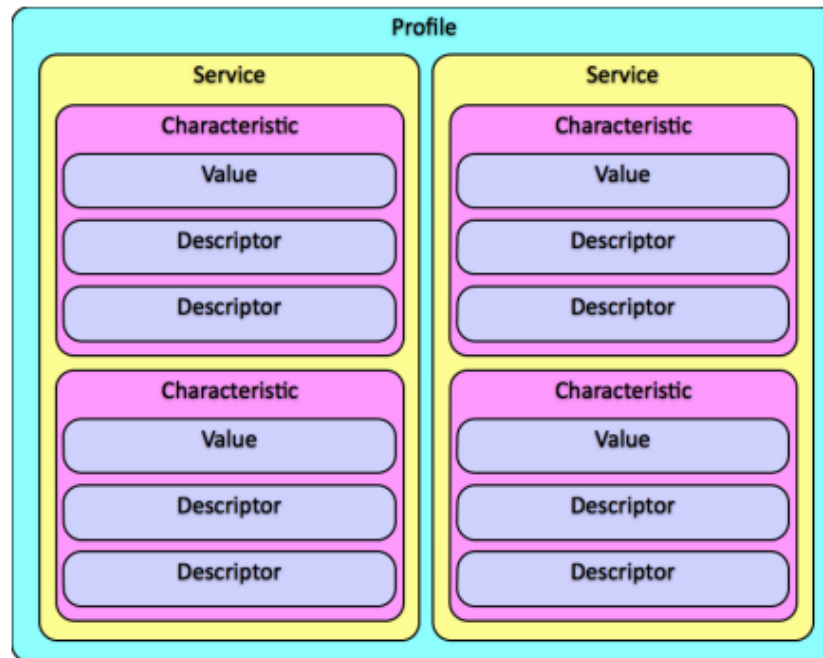 Profile
Service
Characteristic
Value
Descriptor
Descriptor
Characteristic
Value
Descriptor
Descriptor
Service
Characteristic
Value
Descriptor
Descriptor
Characteristic
Value
Descriptor
Descriptor